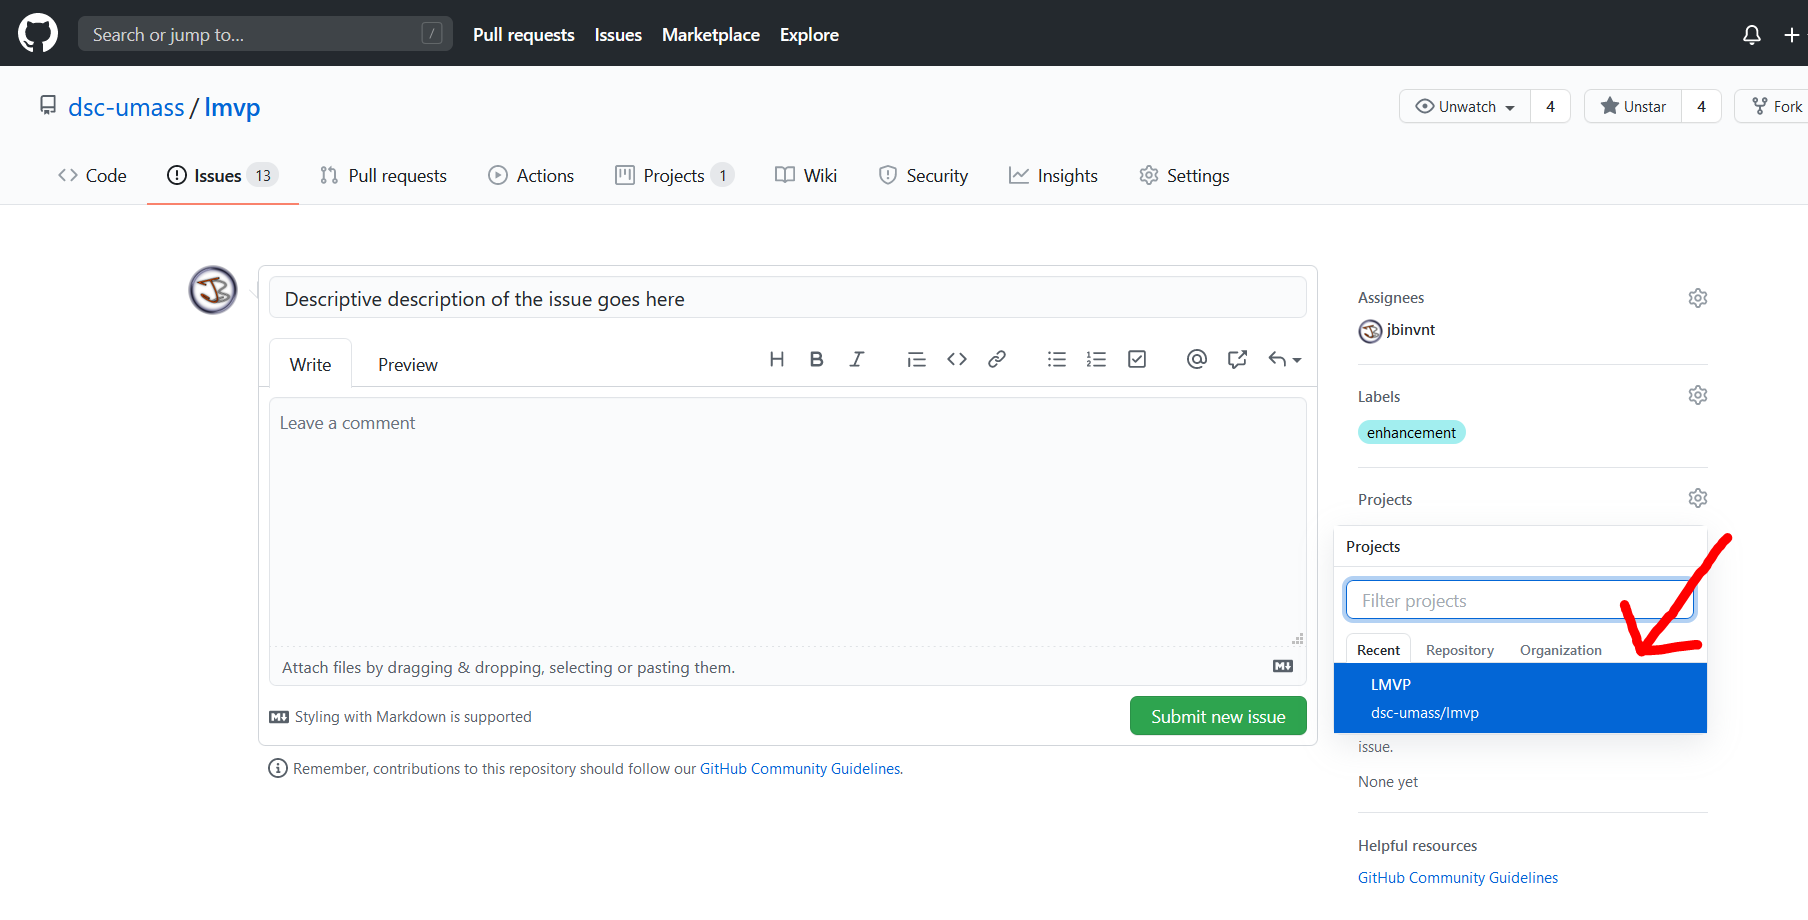 Search or jump to... /
Pull requests Issues Marketplace Explore
dsc-umass / lmvp
Unwatch 4 Unstar 4 Fork
Code Issues 13 Pull requests Actions Projects 1 Wiki Security Insights Settings
Descriptive description of the issue goes here
Write Preview
Leave a comment
Attach files by dragging & dropping, selecting or pasting them.
Styling with Markdown is supported
Submit new issue
Remember, contributions to this repository should follow our GitHub Community Guidelines.
Assignees
jbinvnt
Labels
enhancement
Projects
Projects
Filter projects
Recent Repository Organization
LMVP
dsc-umass/lmvp
issue.
None yet
Helpful resources
GitHub Community Guidelines